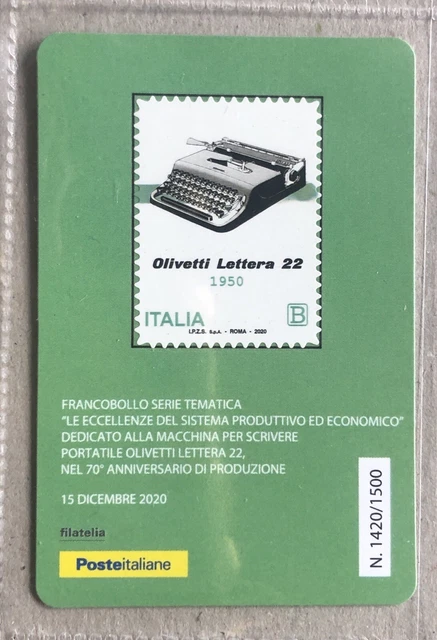 Olivetti Lettera 22
1950
ITALIA
B
I.P.Z.S. S.p.A. - ROMA - 2020
FRANCOBOLLO SERIE TEMATICA
"LE ECCELLENZE DEL SISTEMA PRODUTTIVO ED ECONOMICO"
DEDICATO ALLA MACCHINA PER SCRIVERE
PORTATILE OLIVETTI LETTERA 22,
NEL 70° ANNIVERSARIO DI PRODUZIONE
15 DICEMBRE 2020
filatelia
Posteitaliane
N. 1420/1500